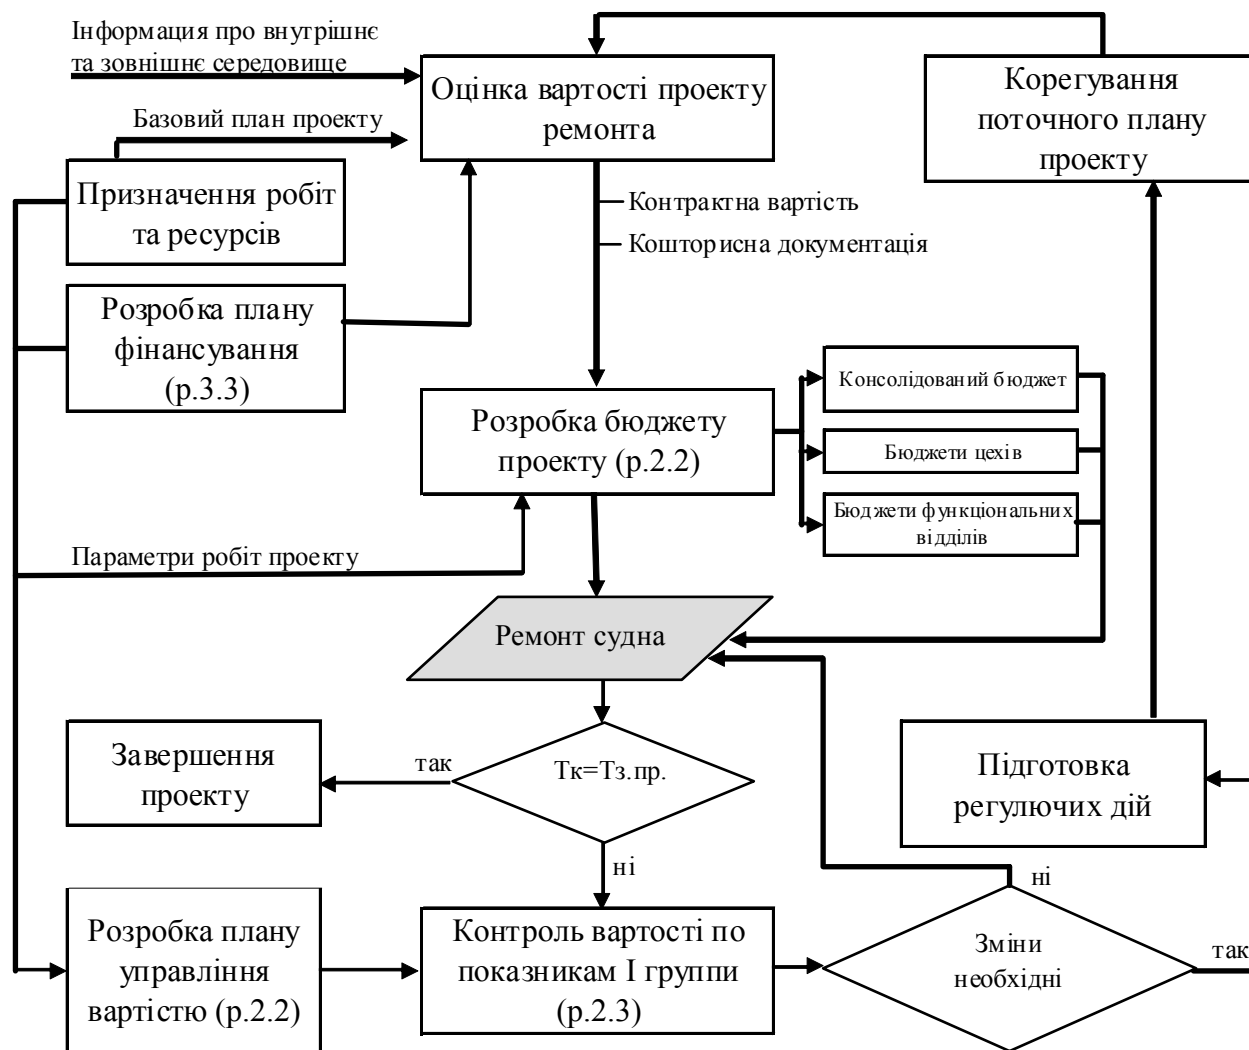 Інформация про внутрішнє
та зовнішнє середовище
Оцінка вартості проекту
ремонта
Корегування
поточного плану
проекту
Базовий план проекту
Призначення робіт
та ресурсів
Контрактна вартість
Кошторисна документація
Розробка плану
фінансування
(р.3.3)
Консолідований бюджет
Розробка бюджету
проекту (р.2.2)
Бюджети цехів
Бюджети функціональних
відділів
Параметри робіт проекту
Ремонт судна
Завершення
проекту
так
Тк=Тз.пр.
Підготовка
регулючих дій
ні
ні
Розробка плану
управління
вартістю (р.2.2)
Контроль вартості по
показникам І группи
(р.2.3)
Зміни
необхідні
так